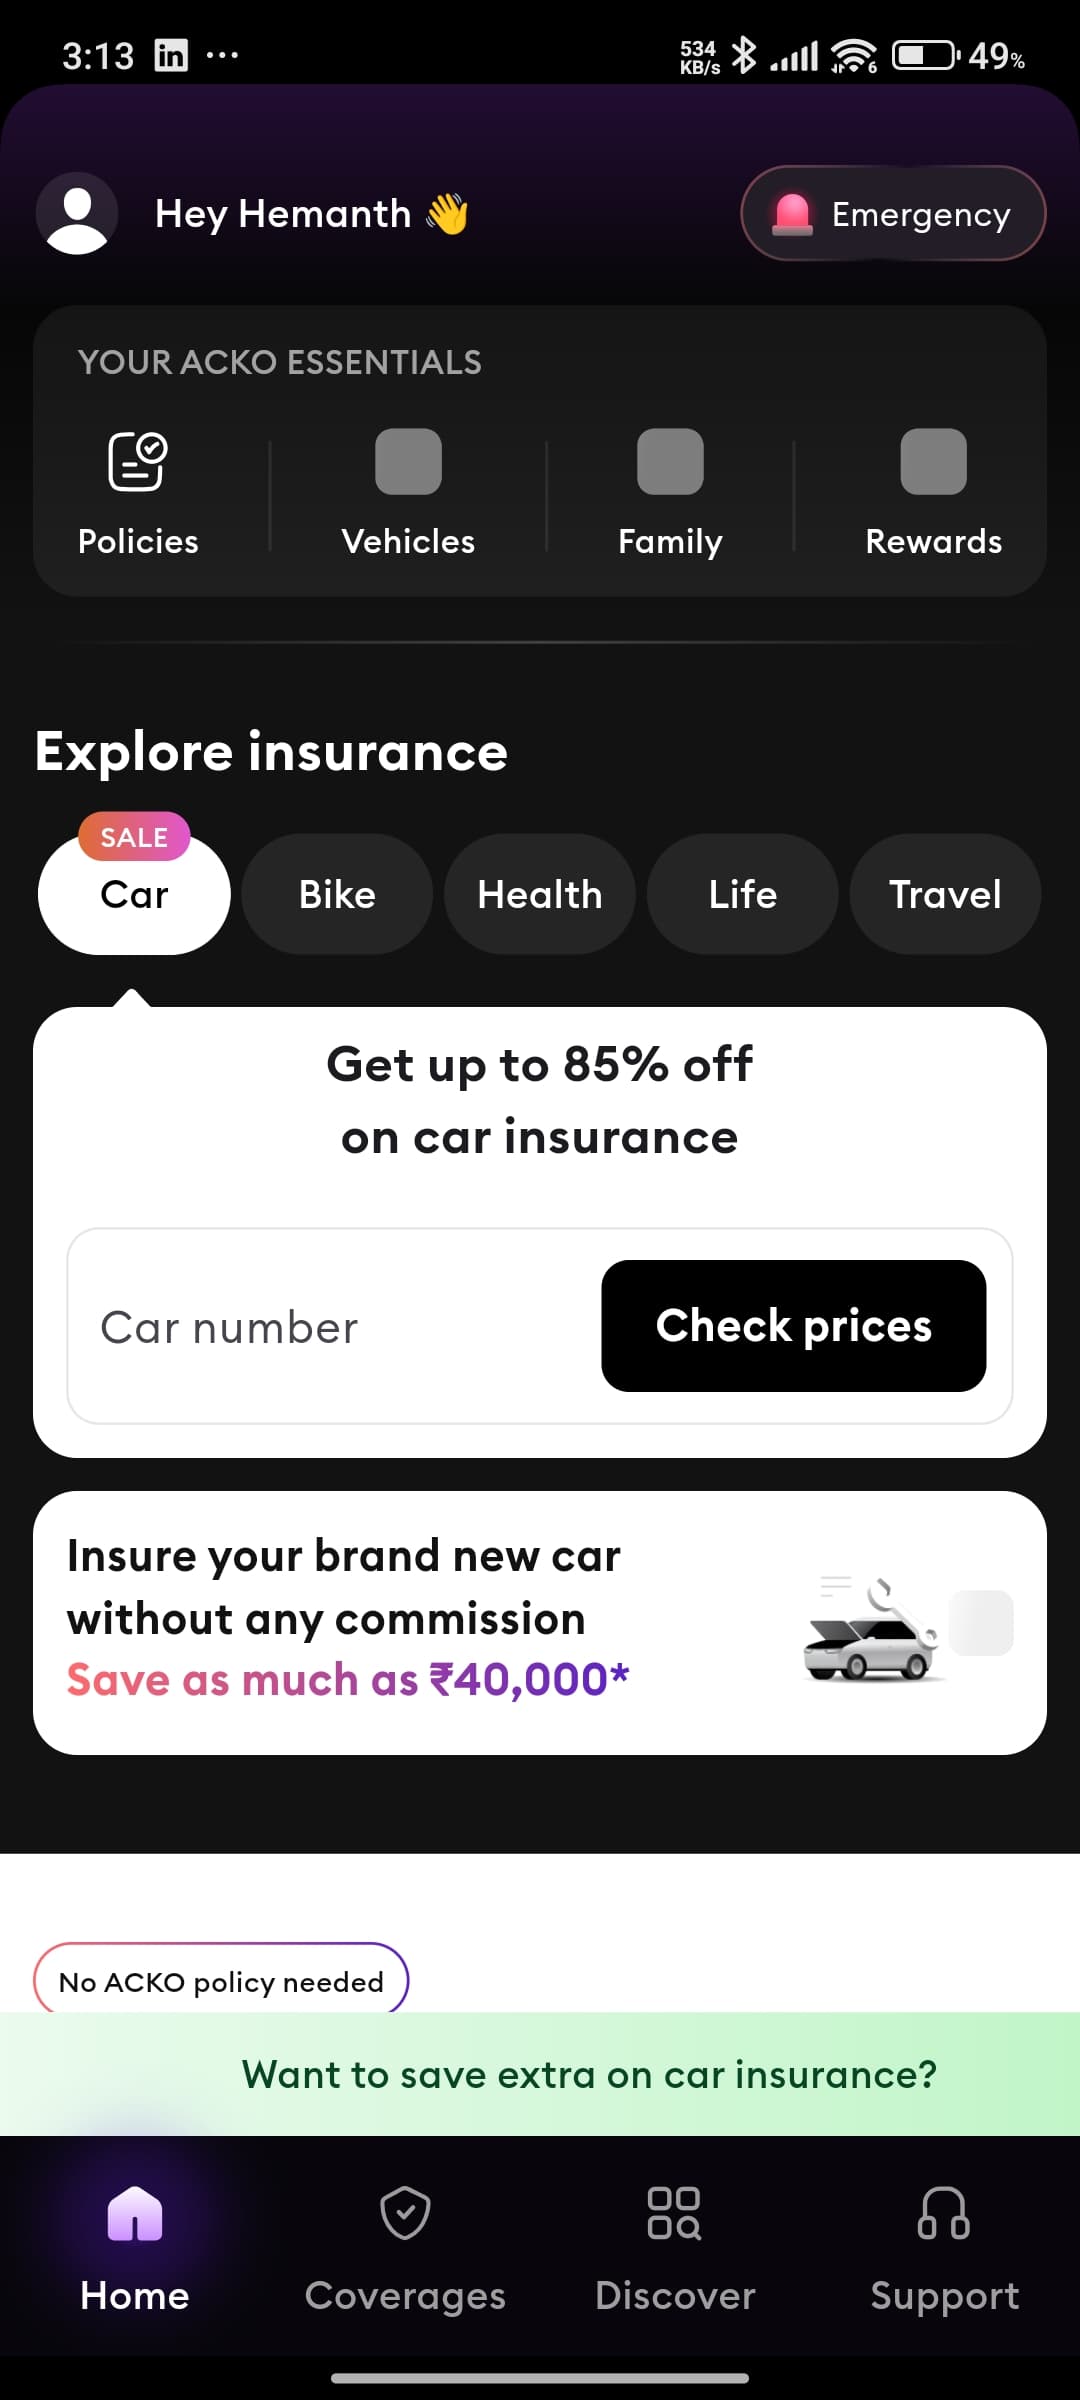 3:13 in ...
534 KB/s 6 49%
Hey Hemanth 👋 Emergency
YOUR ACKO ESSENTIALS
Policies Vehicles Family Rewards
Explore insurance
SALE
Car Bike Health Life Travel
Get up to 85% off
on car insurance
Car number Check prices
Insure your brand new car
without any commission
Save as much as ₹40,000*
No ACKO policy needed
Want to save extra on car insurance?
Home Coverages Discover Support